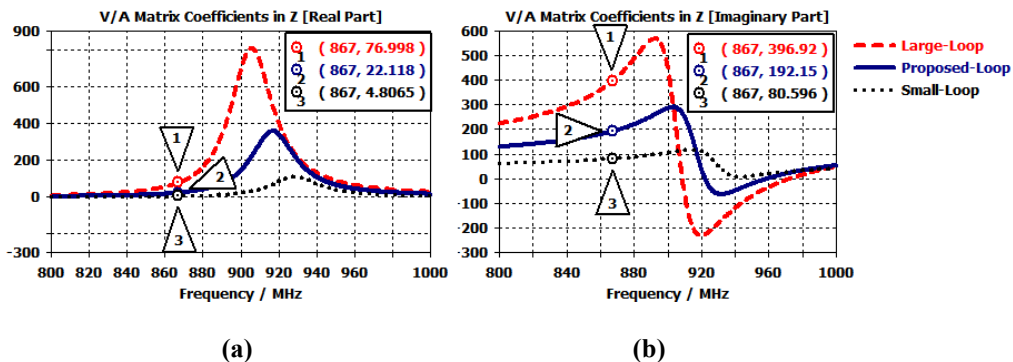 V/A Matrix Coefficients in Z [Real Part]
900
800
400
0
-300
800 820 840 860 880 900 920 940 960 980 1000
Frequency / MHz
1 ( 867, 76.998 )
2 ( 867, 22.118 )
3 ( 867, 4.8065 )
1
2
3
(a)
V/A Matrix Coefficients in Z [Imaginary Part]
600
500
400
300
200
100
0
-100
-200
-300
800 840 880 920 960 1000
Frequency / MHz
1 ( 867, 396.92 )
2 ( 867, 192.15 )
3 ( 867, 80.596 )
1
2
3
(b)
Large-Loop
Proposed-Loop
Small-Loop